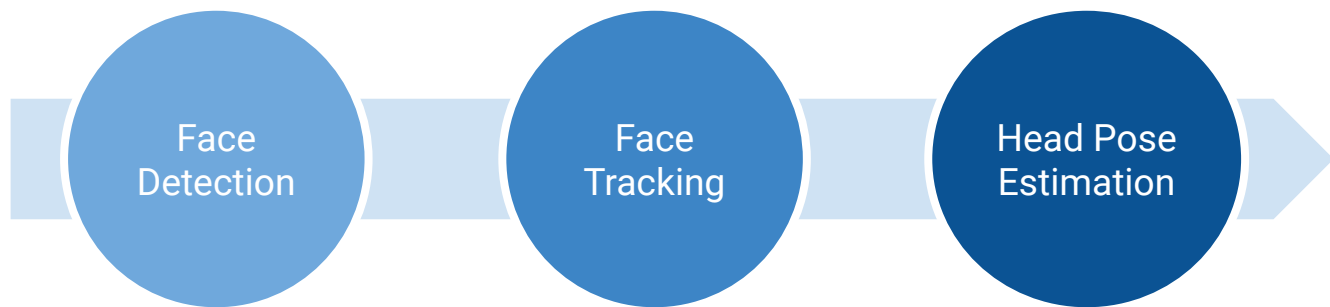 Face
Detection
Face
Tracking
Head Pose
Estimation